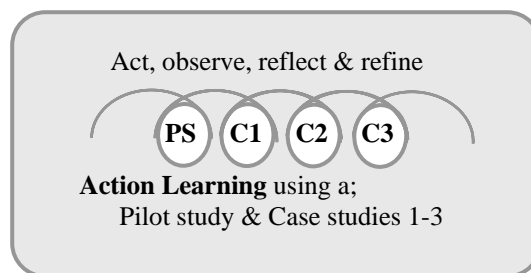 Act, observe, reflect & refine
PS C1 C2 C3
Action Learning using a;
Pilot study & Case studies 1-3